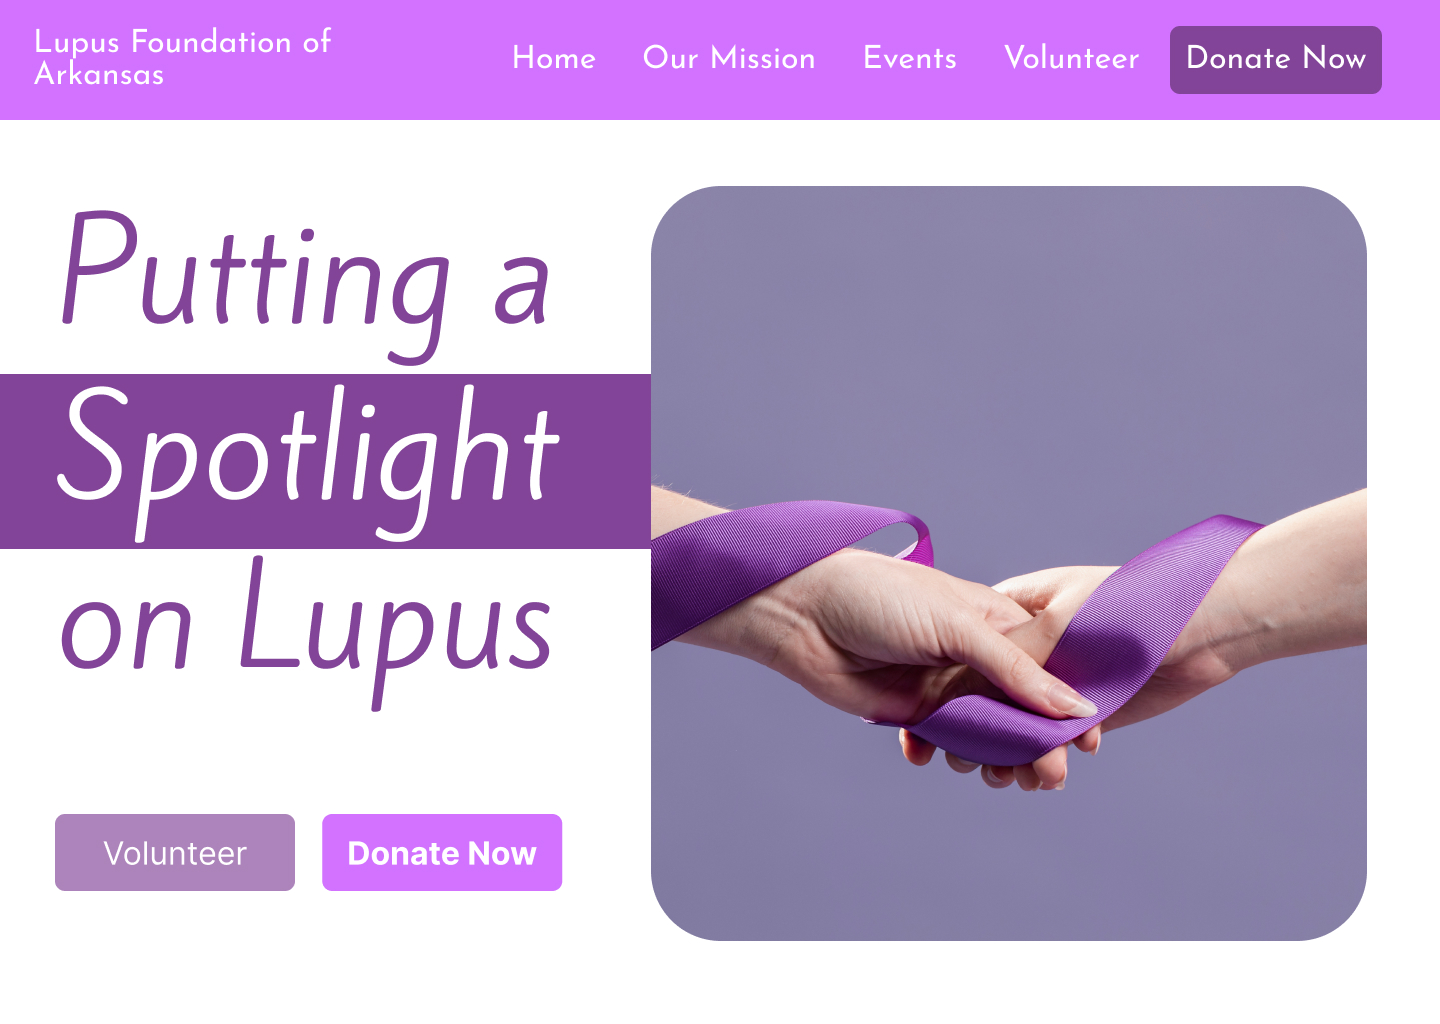 Lupus Foundation of
Arkansas
Home Our Mission Events Volunteer Donate Now
Putting a
Spotlight
on Lupus
Volunteer Donate Now